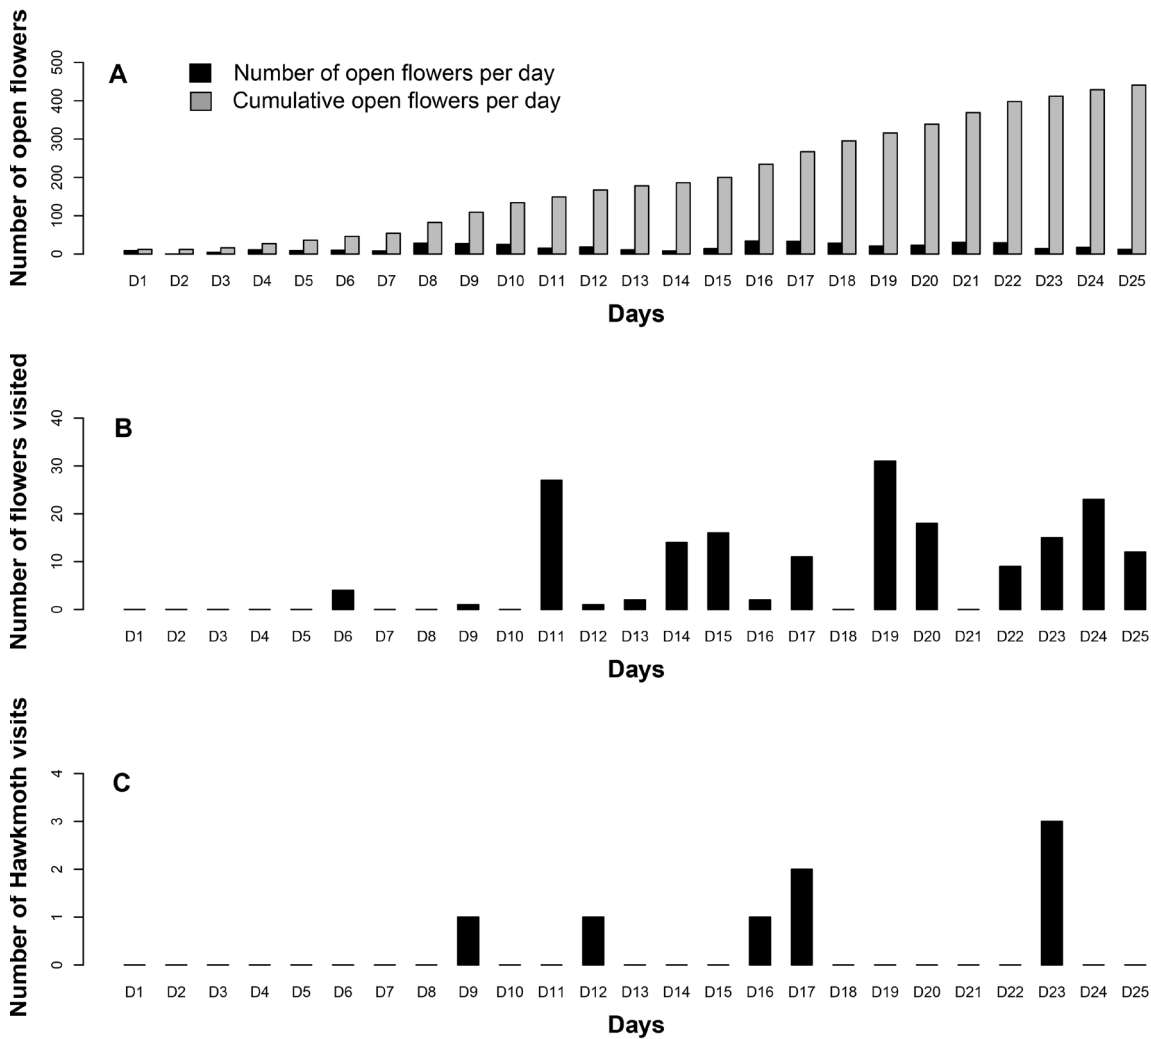 A
Number of open flowers per day
Cumulative open flowers per day
Number of open flowers
0 100 200 300 400 500
D1 D2 D3 D4 D5 D6 D7 D8 D9 D10 D11 D12 D13 D14 D15 D16 D17 D18 D19 D20 D21 D22 D23 D24 D25
Days
B
Number of flowers visited
0 10 20 30 40
D1 D2 D3 D4 D5 D6 D7 D8 D9 D10 D11 D12 D13 D14 D15 D16 D17 D18 D19 D20 D21 D22 D23 D24 D25
Days
C
Number of Hawkmoth visits
0 1 2 3 4
D1 D2 D3 D4 D5 D6 D7 D8 D9 D10 D11 D12 D13 D14 D15 D16 D17 D18 D19 D20 D21 D22 D23 D24 D25
Days